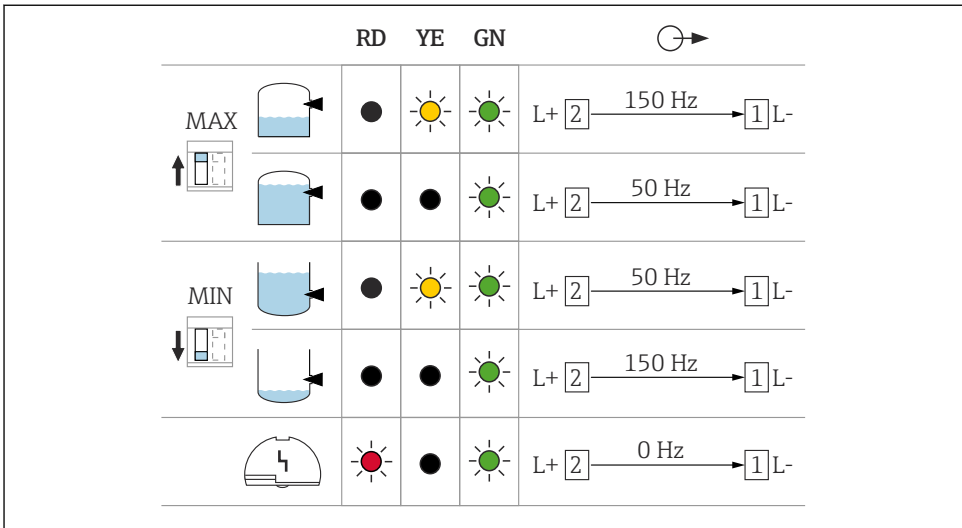 RD YE GN
MAX
L+ 2 150 Hz 1 L-
L+ 2 50 Hz 1 L-
MIN
L+ 2 50 Hz 1 L-
L+ 2 150 Hz 1 L-
L+ 2 0 Hz 1 L-